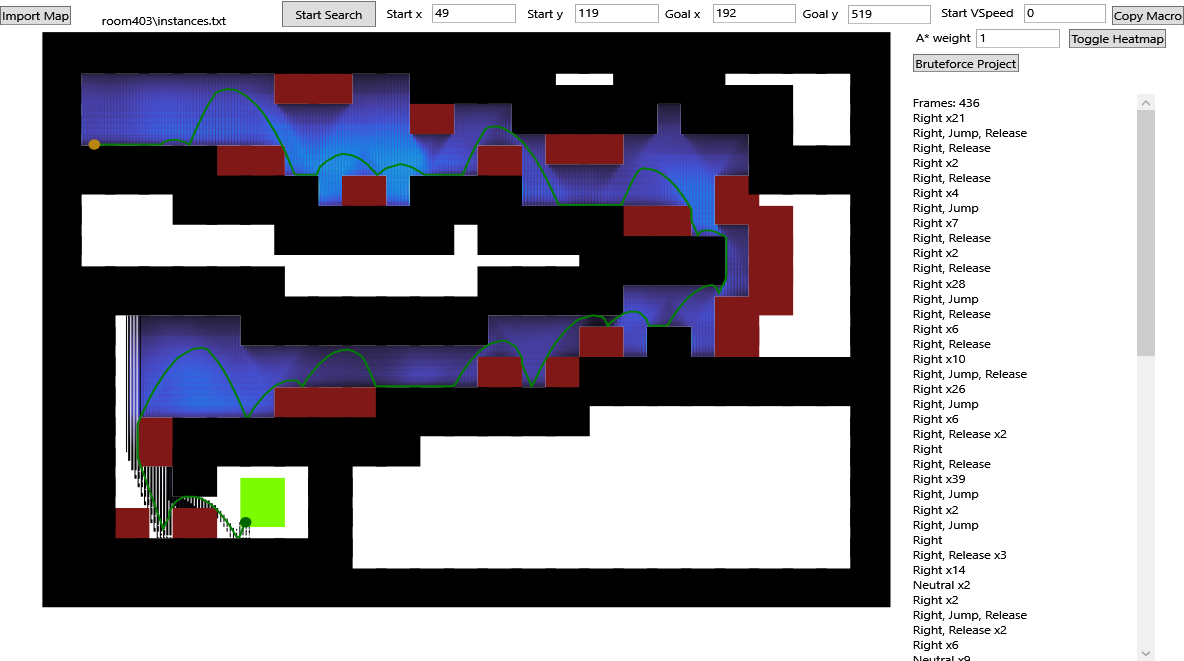 Import Map
room403\instances.txt
Start Search
Start x 49
Start y 119
Goal x 192
Goal y 519
Start VSpeed 0
Copy Macro
A* weight 1
Toggle Heatmap
Bruteforce Project
Frames: 436
Right x21
Right, Jump, Release
Right, Release
Right x2
Right, Release
Right x4
Right, Jump
Right x7
Right, Release
Right x2
Right, Release
Right x28
Right, Jump
Right, Release
Right x6
Right, Release
Right x10
Right, Jump, Release
Right x26
Right, Jump
Right x6
Right, Release x2
Right
Right, Release
Right x39
Right, Jump
Right x2
Right, Jump
Right
Right, Release x3
Right x14
Neutral x2
Right x2
Right, Jump, Release
Right, Release x2
Right x6
Neutral x9